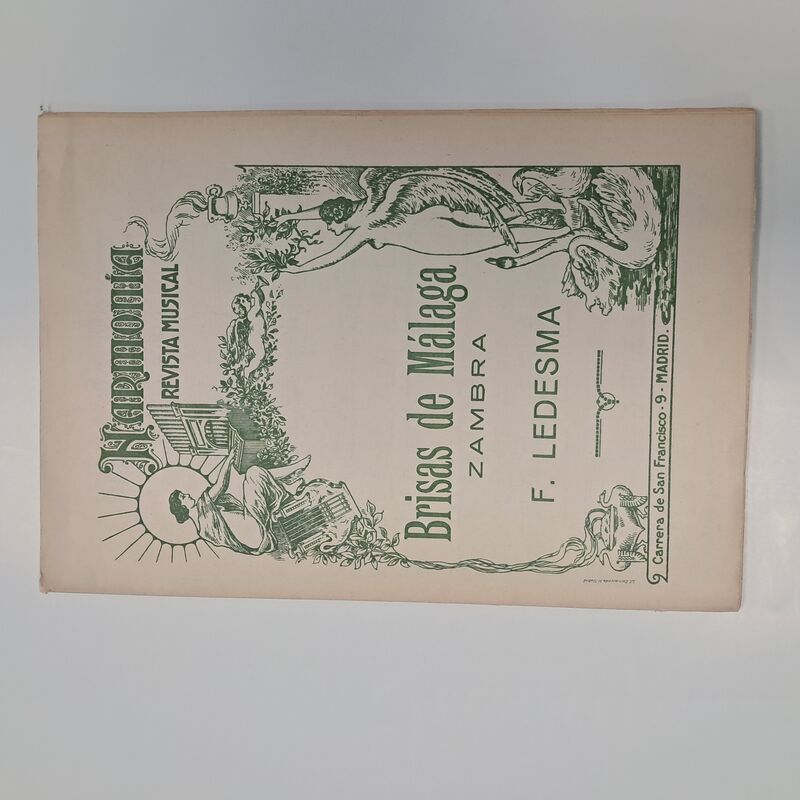 HARMONÍA
REVISTA MUSICAL
Brisas de Málaga
ZAMBRA
F. LEDESMA
Carrera de San Francisco - 9 - MADRID.